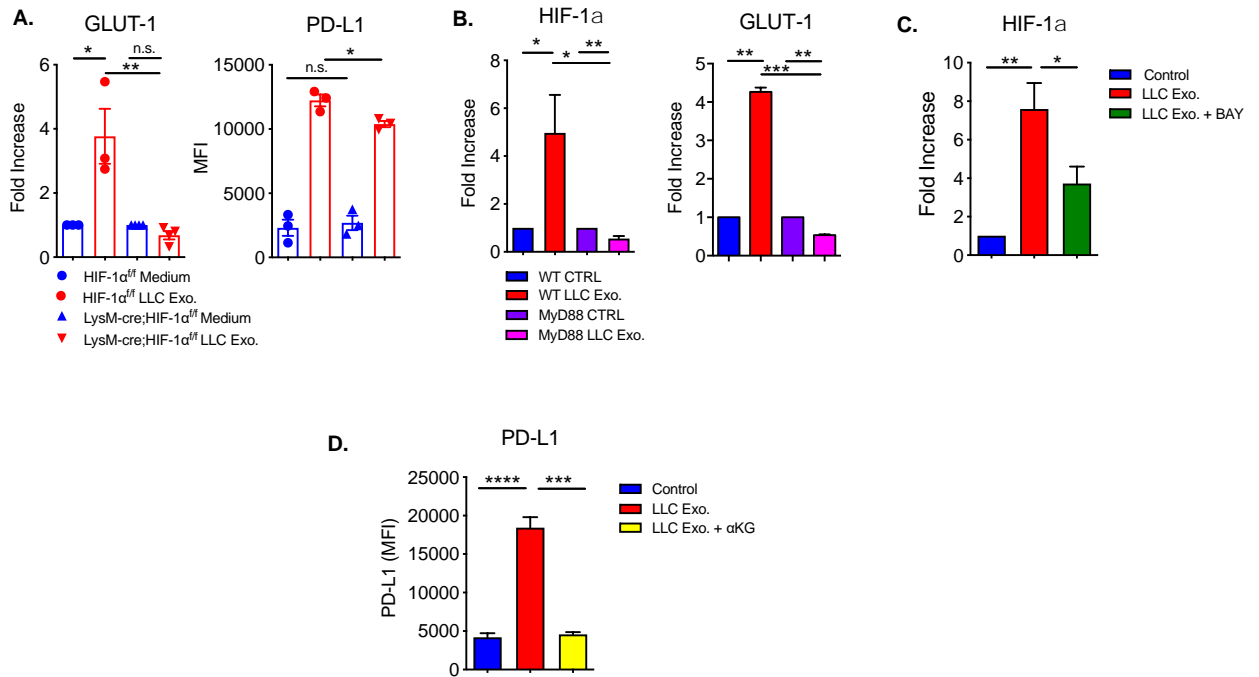 A.
GLUT-1
Fold Increase
6
4
2
0
*
n.s.
**
PD-L1
MFI
15000
10000
5000
0
n.s.
*
HIF-1α^f/f Medium
HIF-1α^f/f LLC Exo.
LysM-cre;HIF-1α^f/f Medium
LysM-cre;HIF-1α^f/f LLC Exo.
B.
HIF-1a
Fold Increase
8
6
4
2
0
*
**
*
GLUT-1
Fold Increase
5
4
3
2
1
0
**
**
***
WT CTRL
WT LLC Exo.
MyD88 CTRL
MyD88 LLC Exo.
C.
HIF-1a
Fold Increase
10
8
6
4
2
0
**
*
Control
LLC Exo.
LLC Exo. + BAY
D.
PD-L1
PD-L1 (MFI)
25000
20000
15000
10000
5000
0
****
***
Control
LLC Exo.
LLC Exo. + αKG